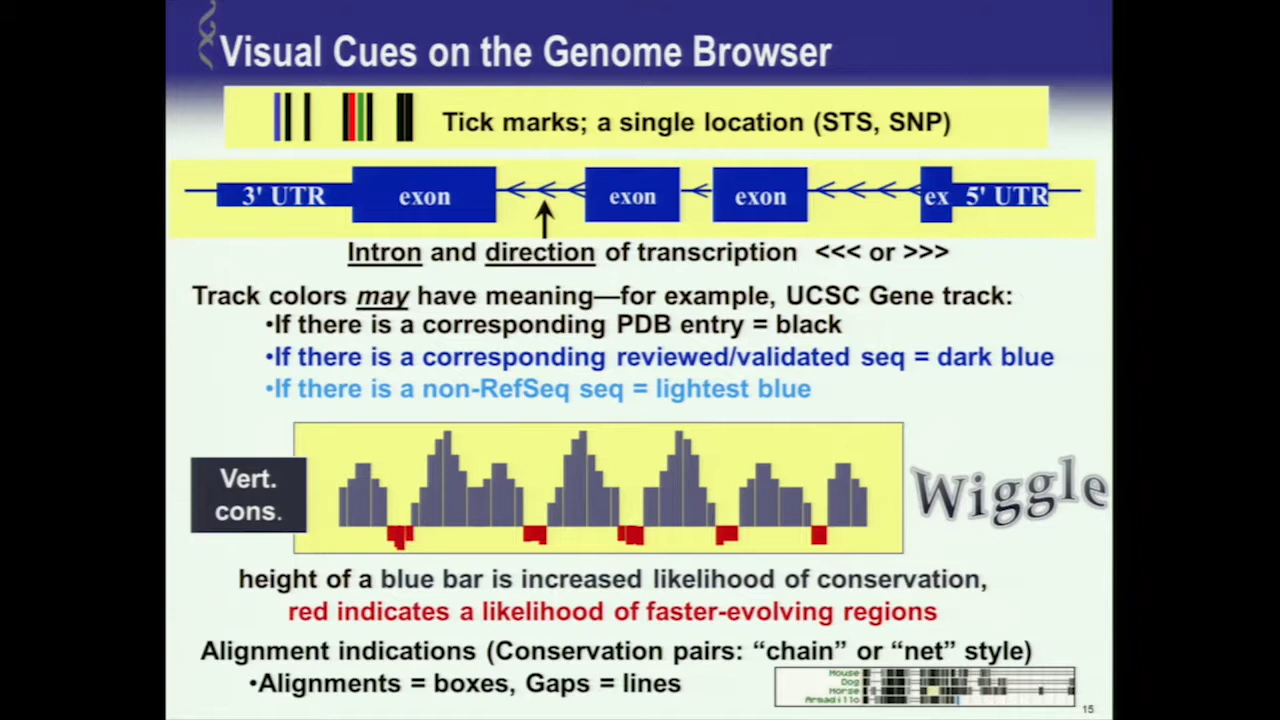 Visual Cues on the Genome Browser
Tick marks; a single location (STS, SNP)
3' UTR exon exon exon ex 5' UTR
Intron and direction of transcription <<< or >>>
Track colors may have meaning—for example, UCSC Gene track:
•If there is a corresponding PDB entry = black
•If there is a corresponding reviewed/validated seq = dark blue
•If there is a non-RefSeq seq = lightest blue
Vert.
cons.
Wiggle
height of a blue bar is increased likelihood of conservation,
red indicates a likelihood of faster-evolving regions
Alignment indications (Conservation pairs: “chain” or “net” style)
•Alignments = boxes, Gaps = lines
Mouse
Dog
Horse
Armadillo
15